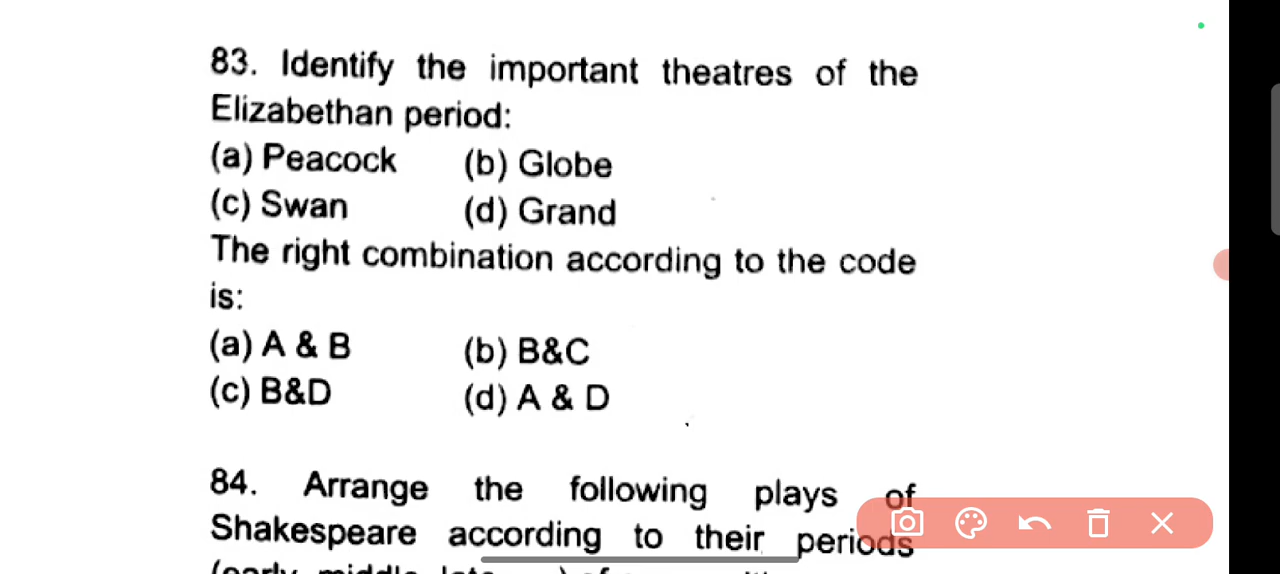 83. Identify the important theatres of the
Elizabethan period:
(a) Peacock (b) Globe
(c) Swan (d) Grand
The right combination according to the code
is:
(a) A & B (b) B&C
(c) B&D (d) A & D
84. Arrange the following plays of
Shakespeare according to their periods